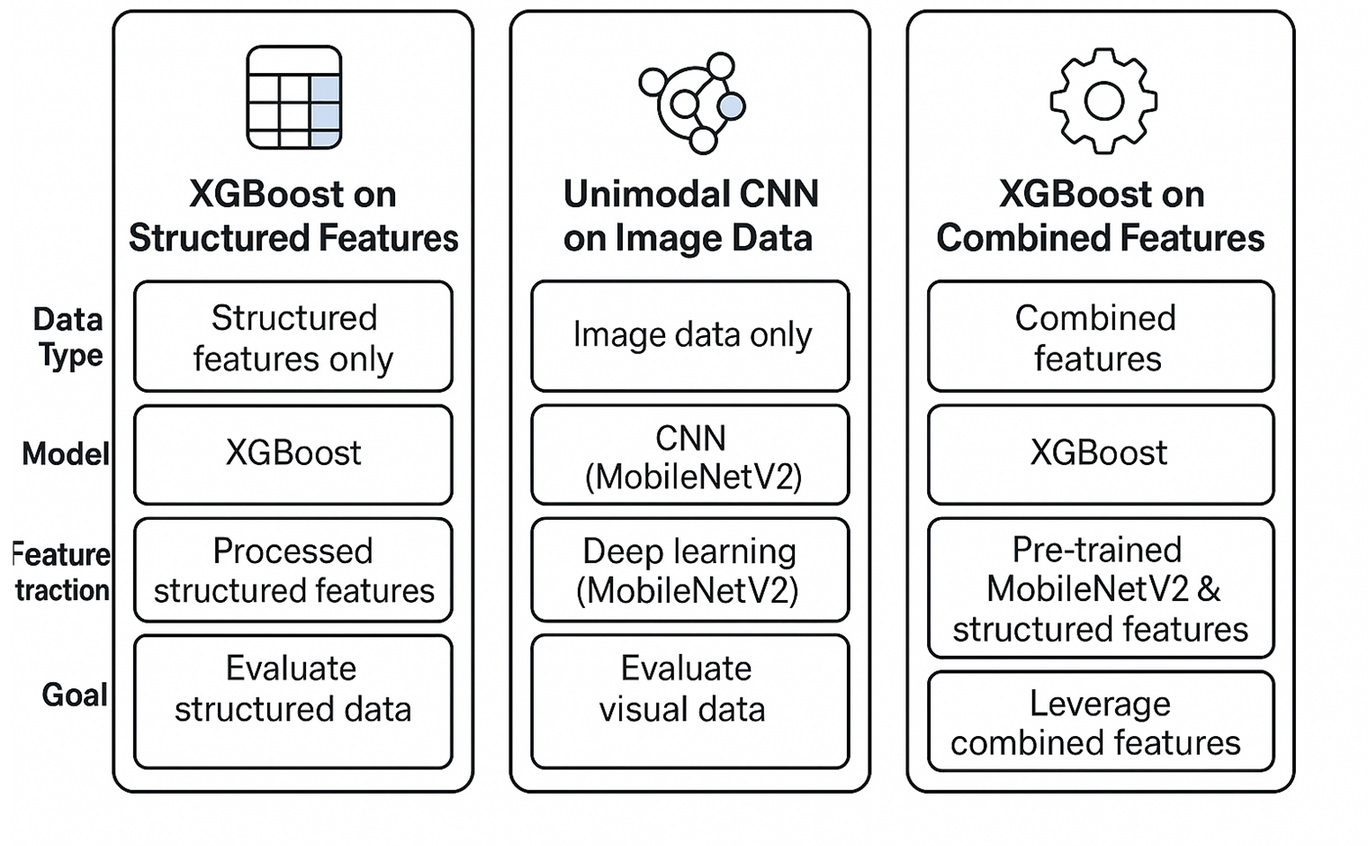 XGBoost on
Structured Features
Unimodal CNN
on Image Data
XGBoost on
Combined Features
Data
Type
Structured
features only
Image data only
Combined
features
Model
XGBoost
CNN
(MobileNetV2)
XGBoost
Feature
traction
Processed
structured features
Deep learning
(MobileNetV2)
Pre-trained
MobileNetV2 &
structured features
Goal
Evaluate
structured data
Evaluate
visual data
Leverage
combined features